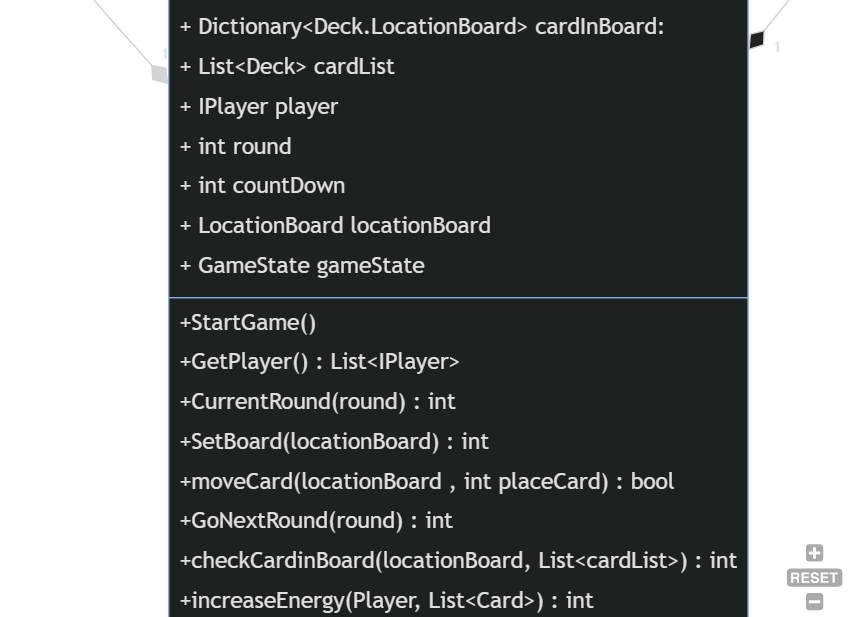 + Dictionary<Deck.LocationBoard> cardInBoard:
1
1
+ List<Deck> cardList
+ IPlayer player
+ int round
+ int countDown
+ LocationBoard locationBoard
+ GameState gameState
+StartGame()
+GetPlayer() : List<IPlayer>
+CurrentRound(round) : int
+SetBoard(locationBoard) : int
+moveCard(locationBoard , int placeCard) : bool
+GoNextRound(round) : int
+checkCardinBoard(locationBoard, List<cardList>) : int
RESET
+increaseEnergy(Player, List<Card>) : int